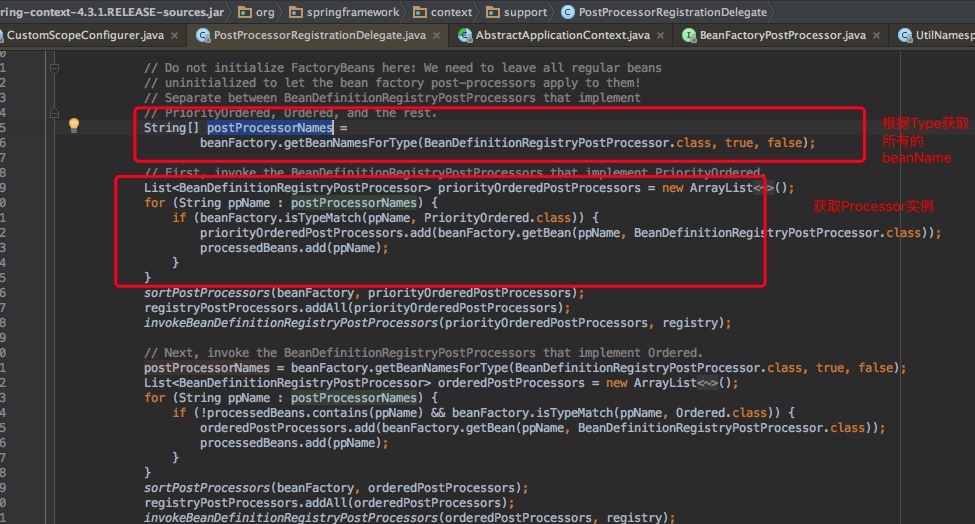 ring-context-4.3.1.RELEASE-sources.jar org springframework context support PostProcessorRegistrationDelegate
CustomScopeConfigurer.java × PostProcessorRegistrationDelegate.java × AbstractApplicationContext.java × BeanFactoryPostProcessor.java × UtilNamesp
0
1 // Do not initialize FactoryBeans here: We need to leave all regular beans
2 // uninitialized to let the bean factory post-processors apply to them!
3 // Separate between BeanDefinitionRegistryPostProcessors that implement
4 // PriorityOrdered, Ordered, and the rest.
5 String[] postProcessorNames =
6 beanFactory.getBeanNamesForType(BeanDefinitionRegistryPostProcessor.class, true, false);
根据Type获取
所有的
beanName
7
8 // First, invoke the BeanDefinitionRegistryPostProcessors that implement PriorityOrdered.
9 List<BeanDefinitionRegistryPostProcessor> priorityOrderedPostProcessors = new ArrayList<~>();
0 for (String ppName : postProcessorNames) {
获取Processor实例
1 if (beanFactory.isTypeMatch(ppName, PriorityOrdered.class)) {
2 priorityOrderedPostProcessors.add(beanFactory.getBean(ppName, BeanDefinitionRegistryPostProcessor.class));
3 processedBeans.add(ppName);
4 }
5 }
6 sortPostProcessors(beanFactory, priorityOrderedPostProcessors);
7 registryPostProcessors.addAll(priorityOrderedPostProcessors);
8 invokeBeanDefinitionRegistryPostProcessors(priorityOrderedPostProcessors, registry);
9
0 // Next, invoke the BeanDefinitionRegistryPostProcessors that implement Ordered.
1 postProcessorNames = beanFactory.getBeanNamesForType(BeanDefinitionRegistryPostProcessor.class, true, false);
2 List<BeanDefinitionRegistryPostProcessor> orderedPostProcessors = new ArrayList<~>();
3 for (String ppName : postProcessorNames) {
4 if (!processedBeans.contains(ppName) && beanFactory.isTypeMatch(ppName, Ordered.class)) {
5 orderedPostProcessors.add(beanFactory.getBean(ppName, BeanDefinitionRegistryPostProcessor.class));
6 processedBeans.add(ppName);
7 }
8 }
9 sortPostProcessors(beanFactory, orderedPostProcessors);
0 registryPostProcessors.addAll(orderedPostProcessors);
1 invokeBeanDefinitionRegistryPostProcessors(orderedPostProcessors, registry);